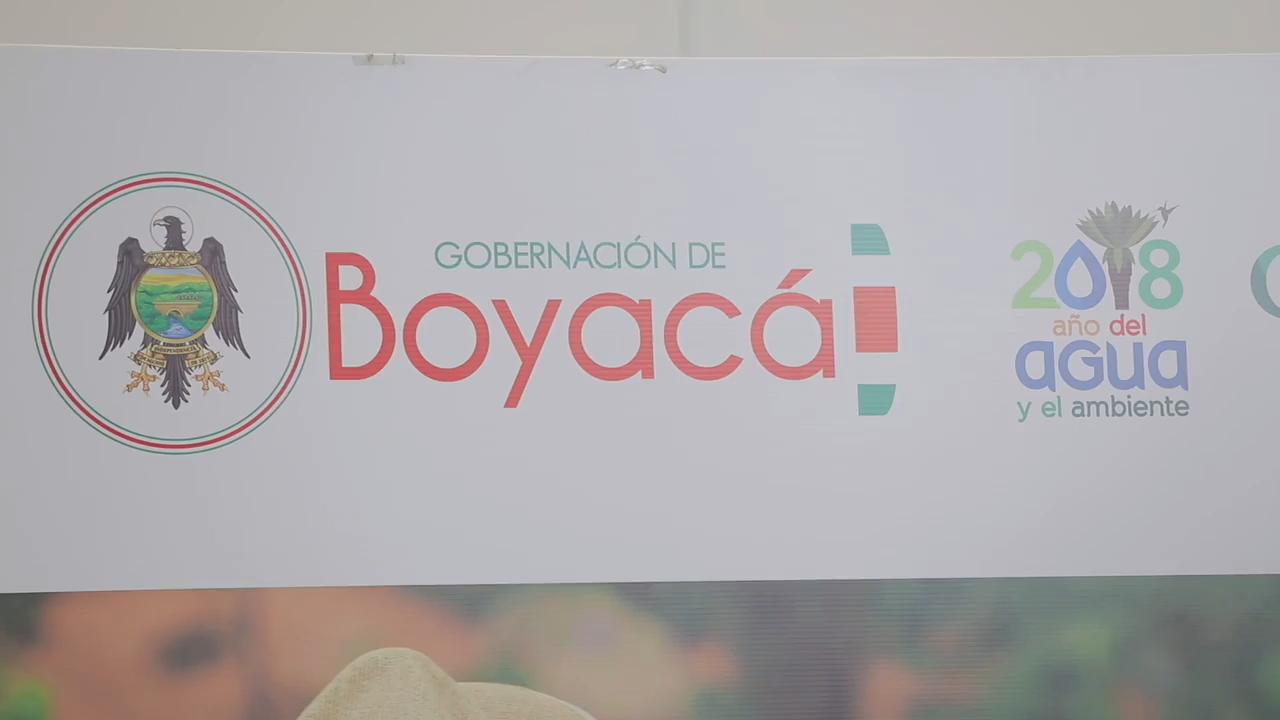 GOBERNACIÓN DE
Boyacá
2018
año del
agua
y el ambiente